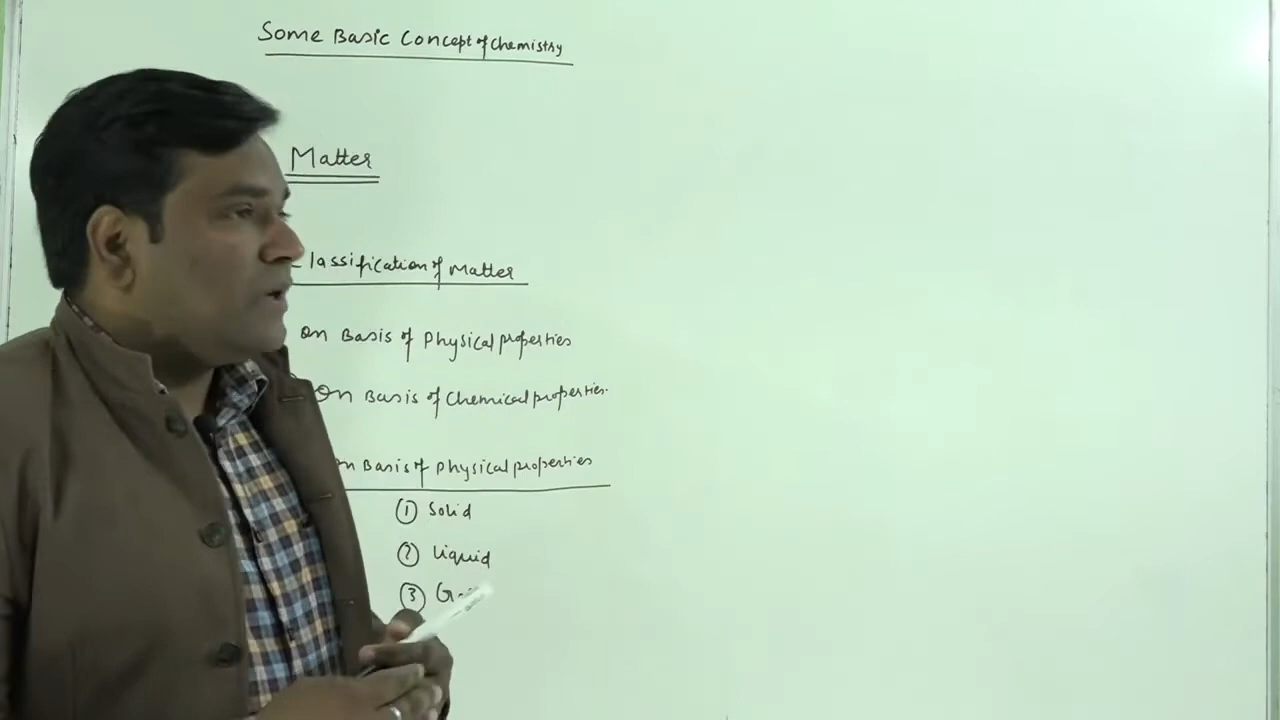 Some Basic Concept of Chemistry
Matter
lassification of Matter
on Basis of Physical properties
On Basis of Chemical properties.
on Basis of Physical properties
① Solid
② Liquid
③